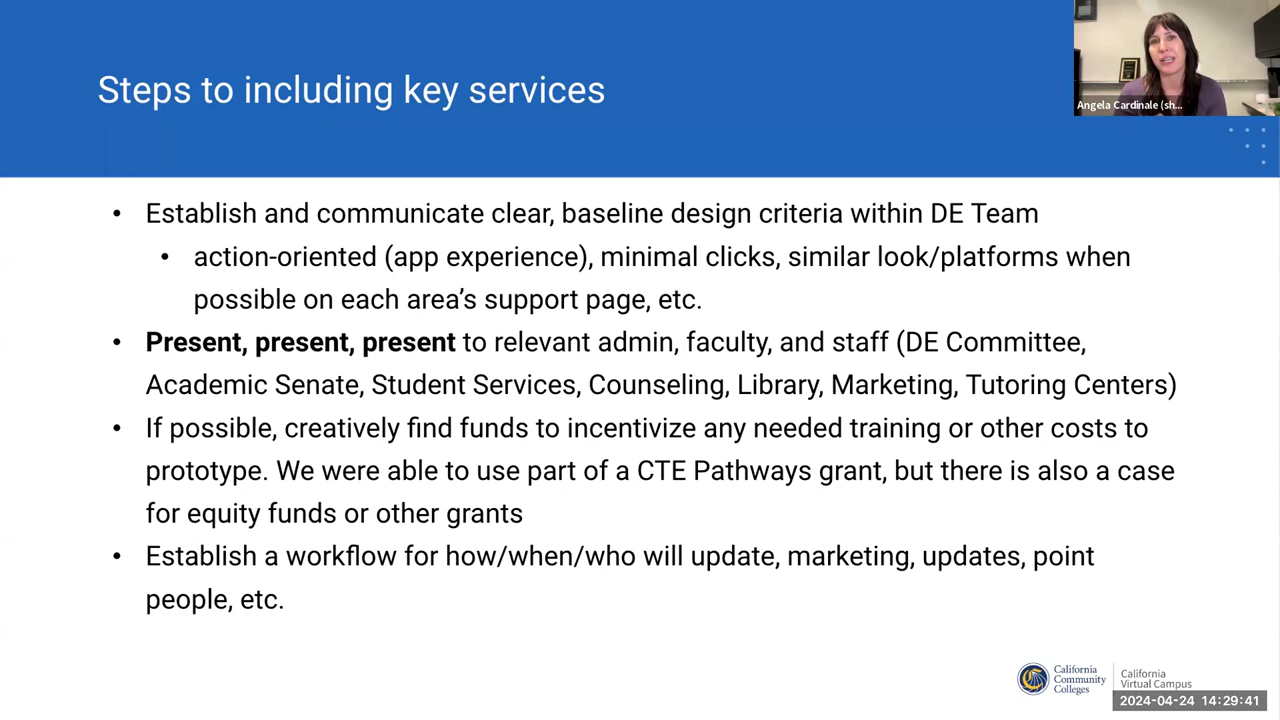 Steps to including key services
Angela Cardinale (sh...
• Establish and communicate clear, baseline design criteria within DE Team
• action-oriented (app experience), minimal clicks, similar look/platforms when
possible on each area’s support page, etc.
• Present, present, present to relevant admin, faculty, and staff (DE Committee,
Academic Senate, Student Services, Counseling, Library, Marketing, Tutoring Centers)
• If possible, creatively find funds to incentivize any needed training or other costs to
prototype. We were able to use part of a CTE Pathways grant, but there is also a case
for equity funds or other grants
• Establish a workflow for how/when/who will update, marketing, updates, point
people, etc.
California
Community
Colleges
California
Virtual Campus
2024-04-24 14:29:41